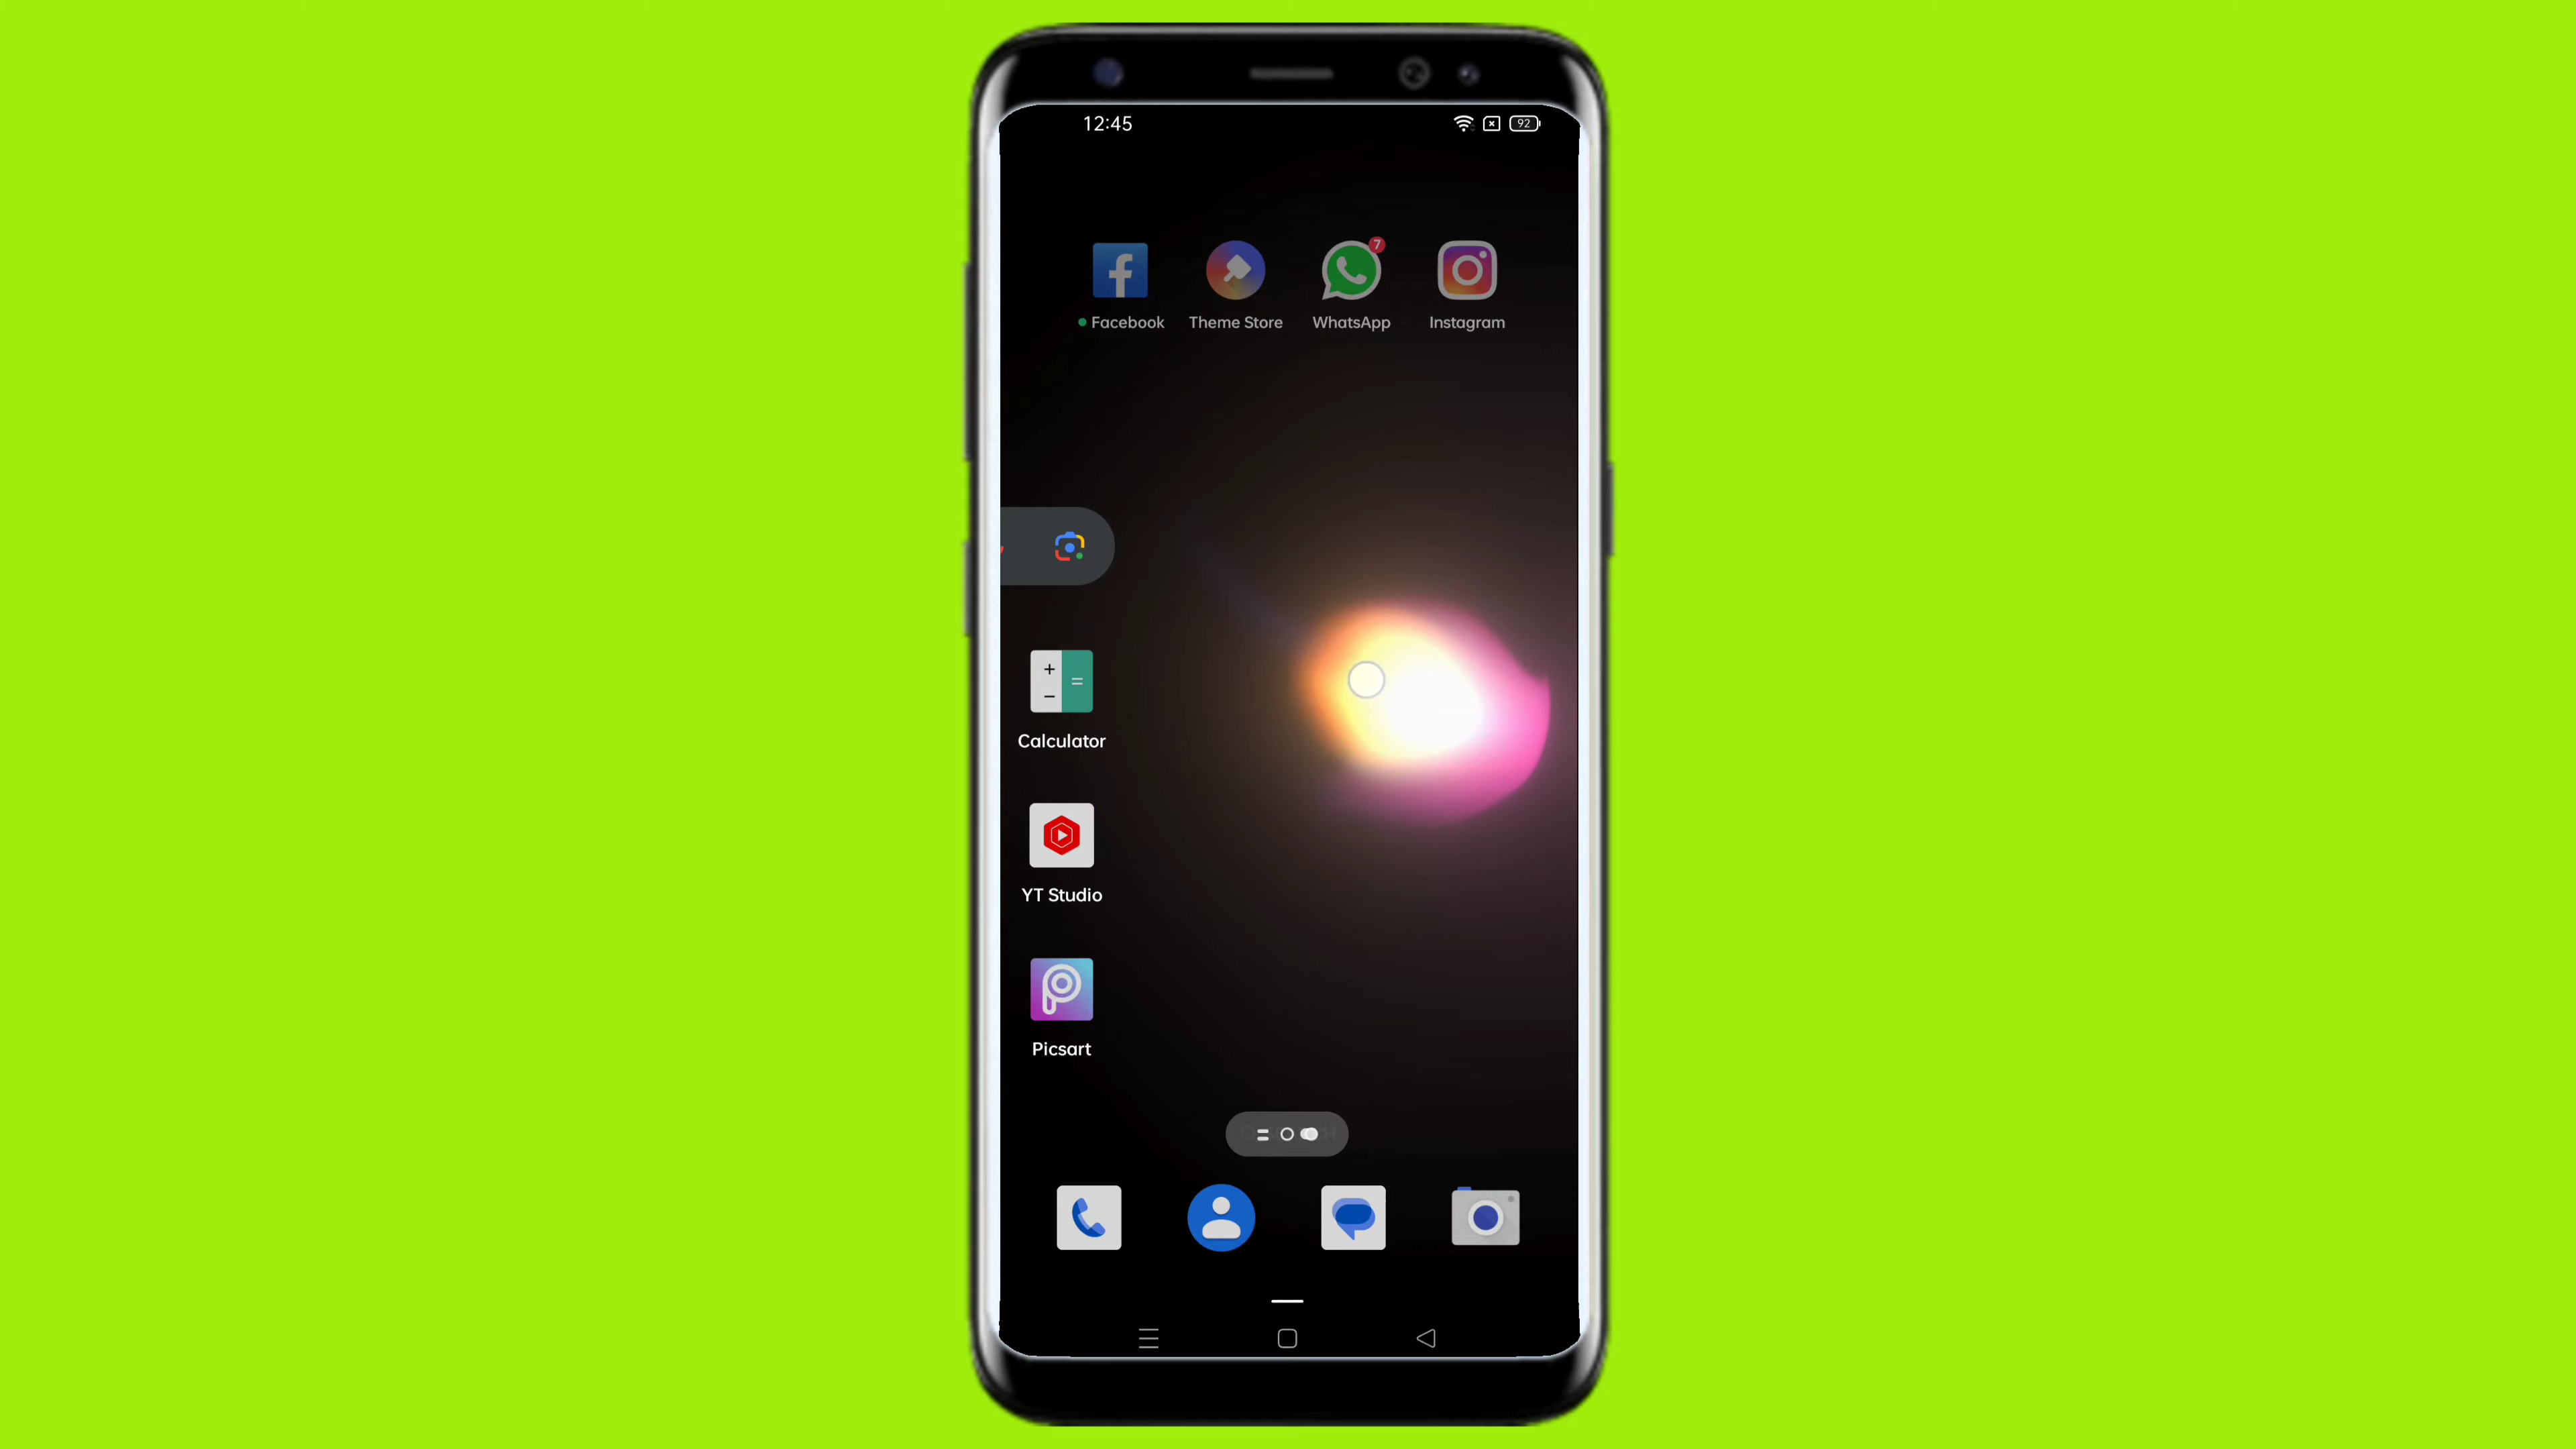 12:45
92
7
Facebook
Theme Store
WhatsApp
Instagram
Calculator
YT Studio
Picsart